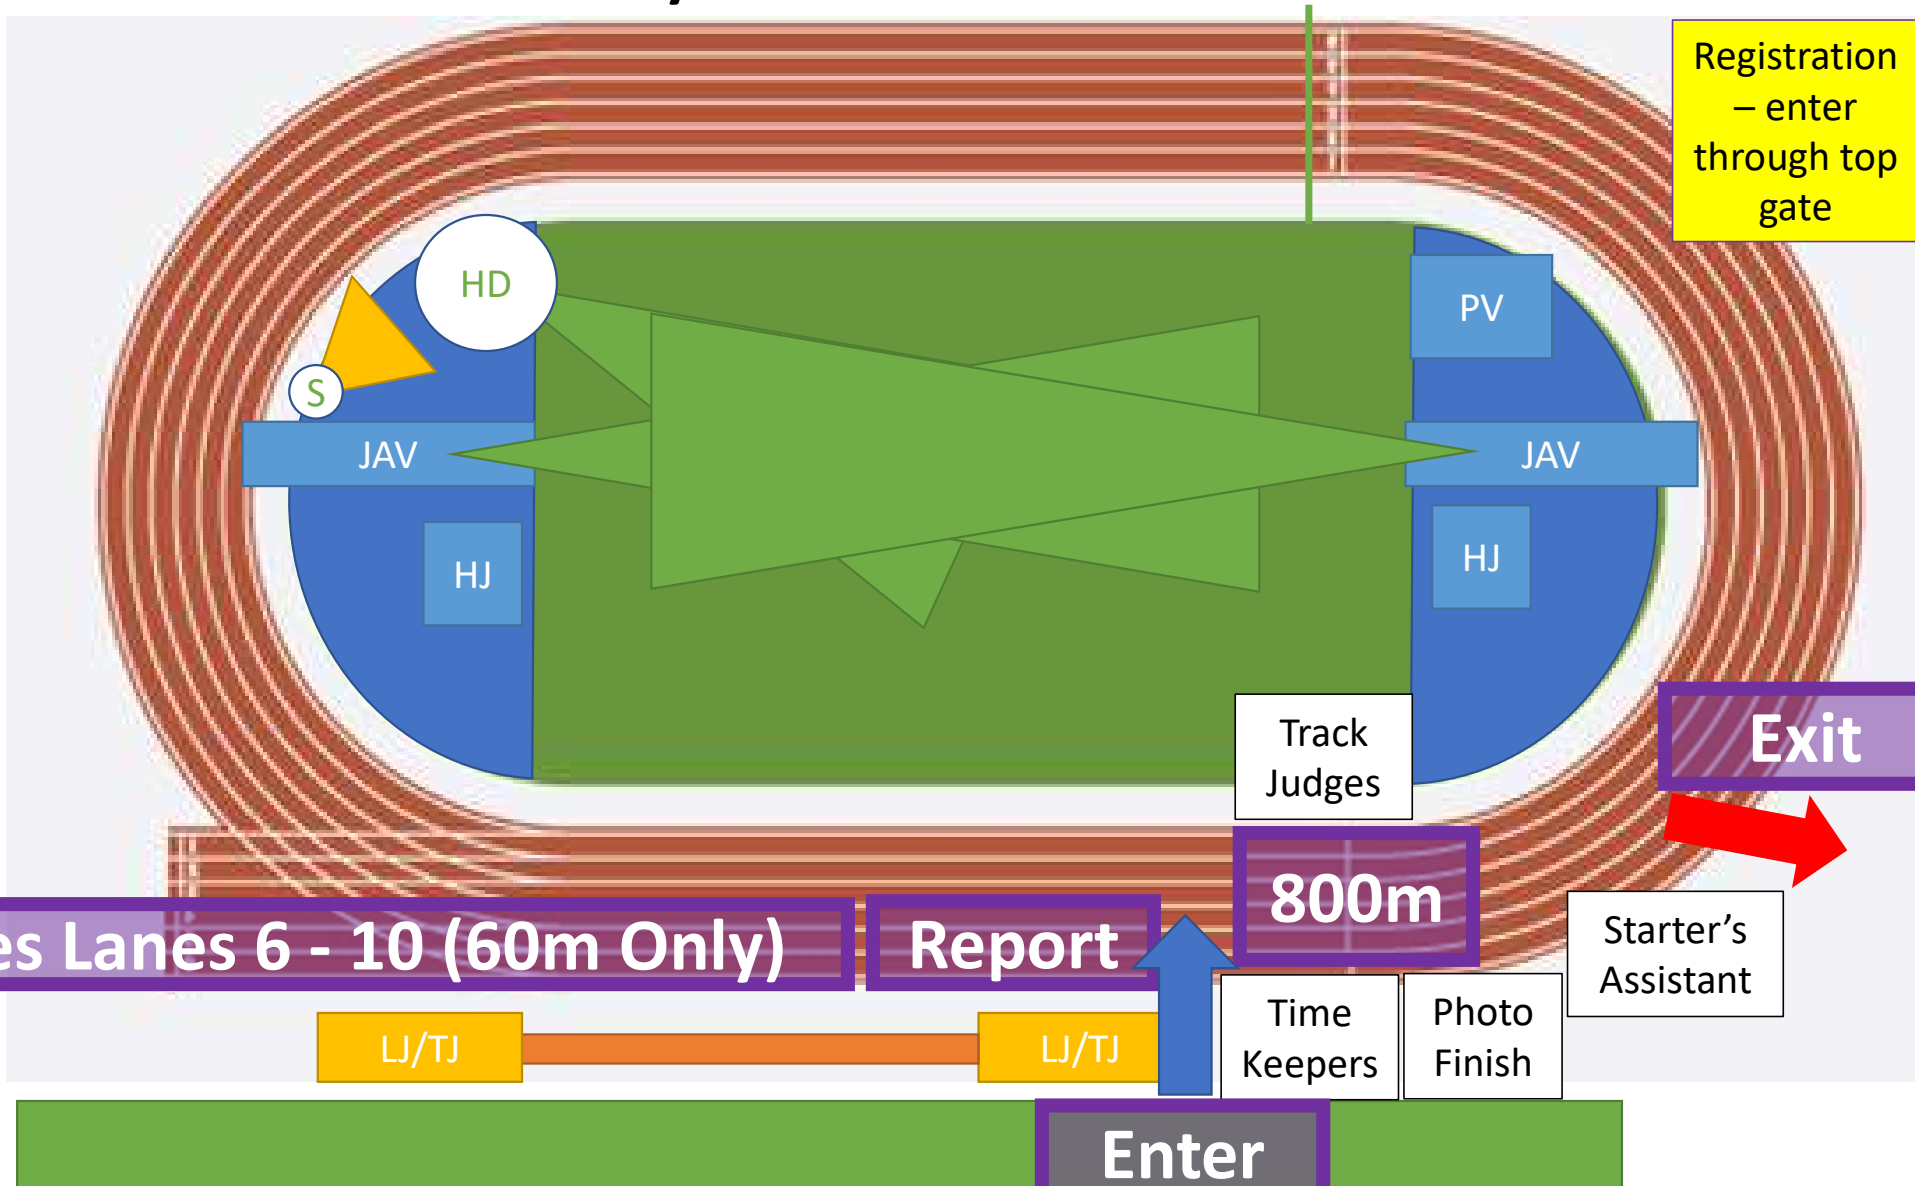 Registration
– enter
through top
gate
HD
PV
S
JAV
JAV
HJ
HJ
Track
Judges
Exit
800m
Lanes 6 - 10 (60m Only)
Report
Starter’s
Assistant
LJ/TJ
LJ/TJ
Time
Keepers
Photo
Finish
Enter